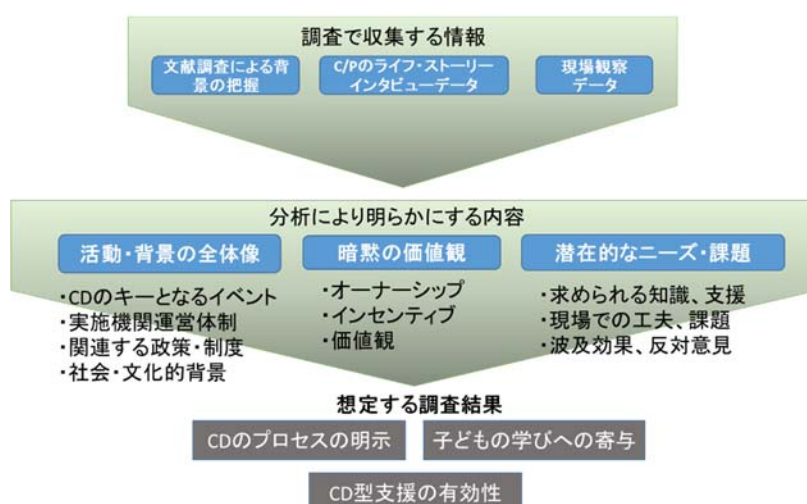 調査で収集する情報
文献調査による背
景の把握
C/Pのライフ・ストーリー
インタビューデータ
現場観察
データ
分析により明らかにする内容
活動・背景の全体像
・CDのキーとなるイベント
・実施機関運営体制
・関連する政策・制度
・社会・文化的背景
暗黙の価値観
・オーナーシップ
・インセンティブ
・価値観
潜在的なニーズ・課題
・求められる知識、支援
・現場での工夫、課題
・波及効果、反対意見
想定する調査結果
CDのプロセスの明示
子どもの学びへの寄与
CD型支援の有効性